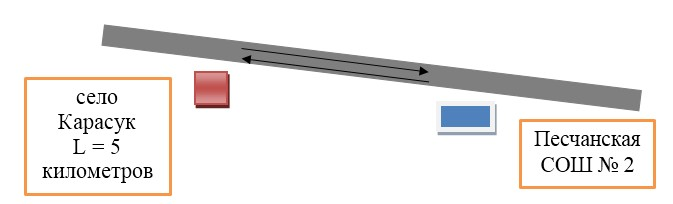 село
Карасук
L = 5
километров
Песчанская
СОШ № 2